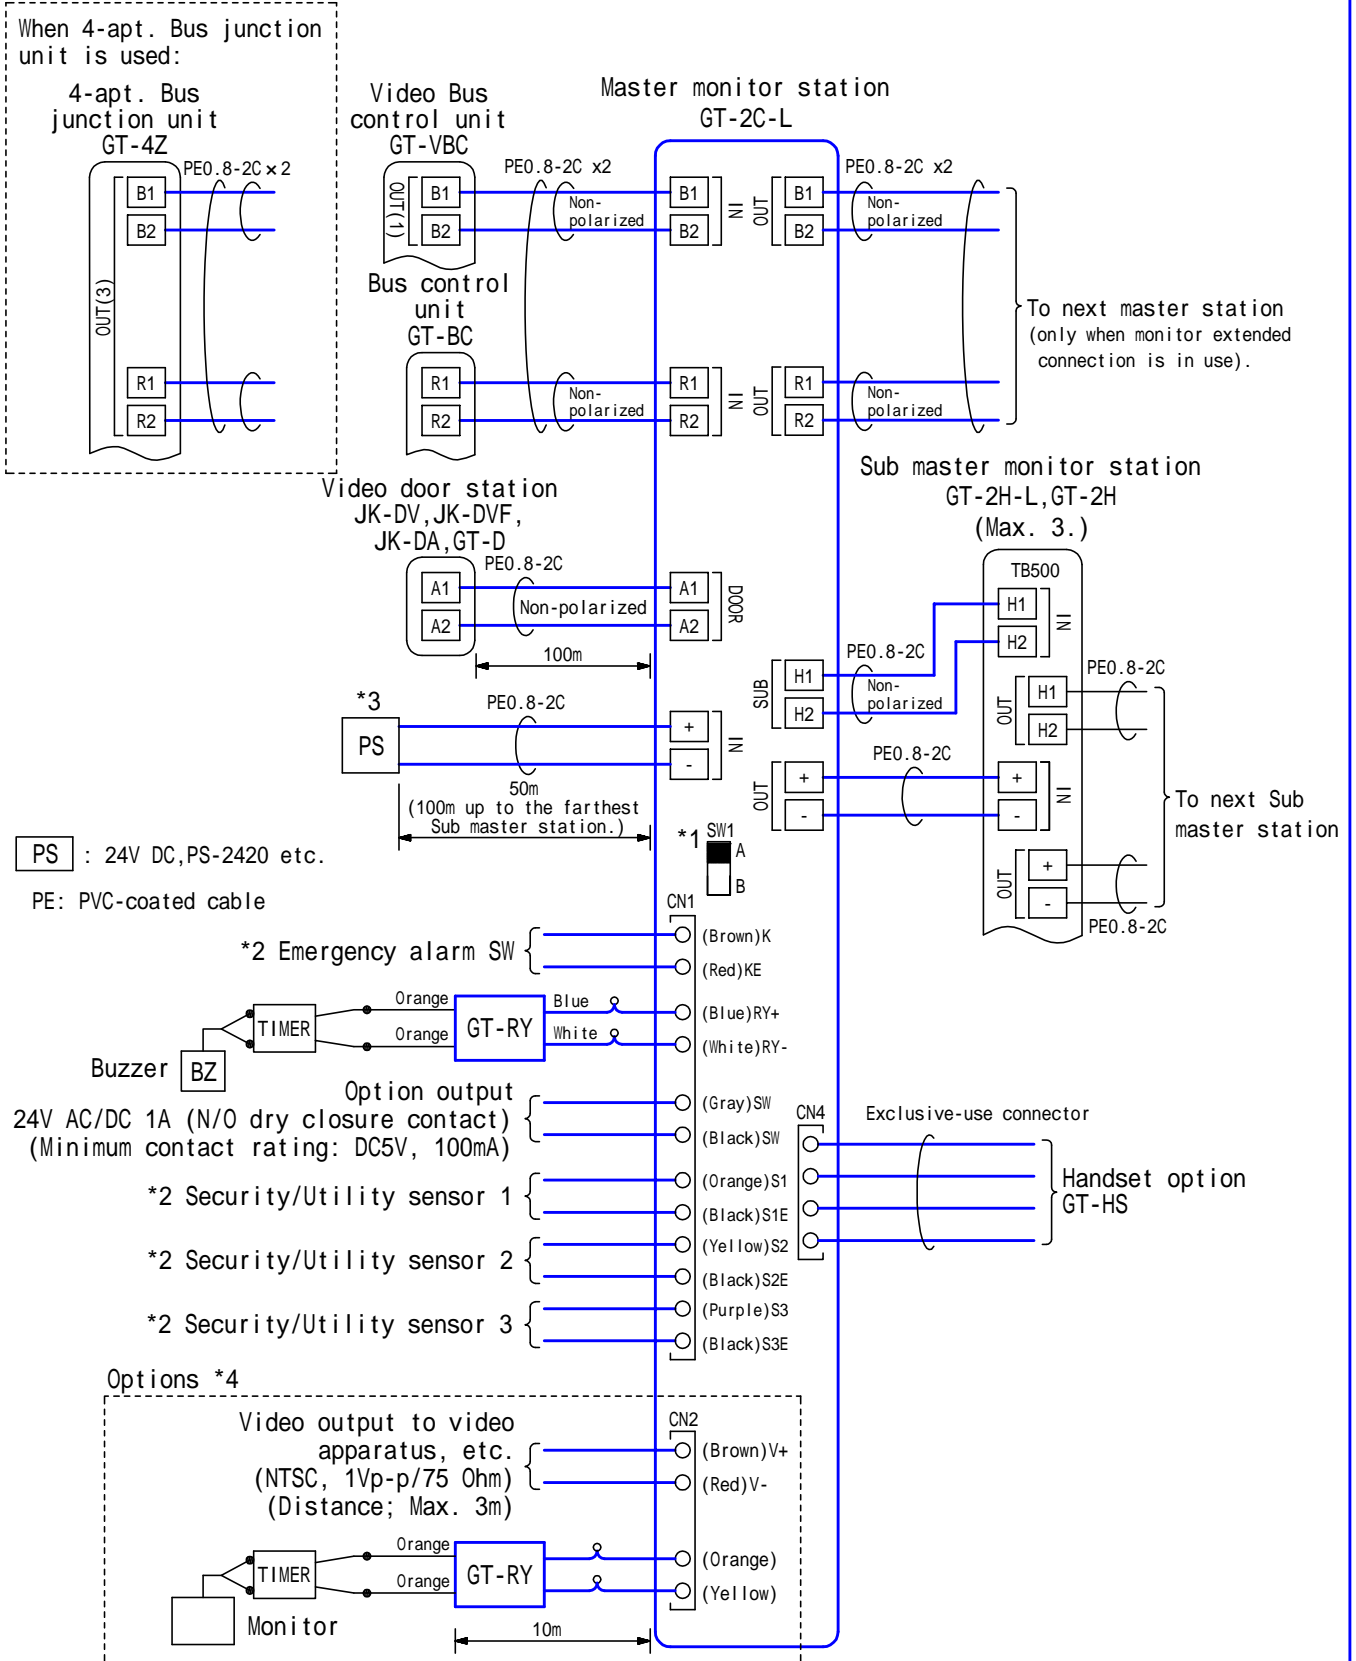 When 4-apt. Bus junction
unit is used:
4-apt. Bus
junction unit
GT-4Z
PE0.8-2C×2
B1
B2
OUT(3)
R1
R2
Video Bus
control unit
GT-VBC
OUT(1)
B1
B2
PE0.8-2C x2
Non-
polarized
Bus control
unit
GT-BC
R1
R2
Non-
polarized
Master monitor station
GT-2C-L
B1
B2
IN
OUT
B1
B2
R1
R2
IN
OUT
R1
R2
PE0.8-2C x2
Non-
polarized
Non-
polarized
To next master station
(only when monitor extended
connection is in use).
Video door station
JK-DV,JK-DVF,
JK-DA,GT-D
PE0.8-2C
A1
A2
Non-polarized
A1
A2
DOOR
100m
Sub master monitor station
GT-2H-L,GT-2H
(Max. 3.)
TB500
H1
H2
IN
PE0.8-2C
SUB
H1
H2
Non-
polarized
OUT
H1
H2
PE0.8-2C
*3
PS
PE0.8-2C
+
-
IN
50m
(100m up to the farthest
Sub master station.)
OUT
+
-
PE0.8-2C
+
-
IN
OUT
+
-
PE0.8-2C
To next Sub
master station
*1
SW1
A
B
PS : 24V DC,PS-2420 etc.
PE: PVC-coated cable
CN1
*2 Emergency alarm SW
(Brown)K
(Red)KE
Buzzer
BZ
TIMER
Orange
Orange
GT-RY
Blue
White
(Blue)RY+
(White)RY-
Option output
24V AC/DC 1A (N/O dry closure contact)
(Minimum contact rating: DC5V, 100mA)
(Gray)SW
(Black)SW
*2 Security/Utility sensor 1
(Orange)S1
(Black)S1E
*2 Security/Utility sensor 2
(Yellow)S2
(Black)S2E
*2 Security/Utility sensor 3
(Purple)S3
(Black)S3E
CN4
Exclusive-use connector
Handset option
GT-HS
Options *4
Video output to video
apparatus, etc.
(NTSC, 1Vp-p/75 Ohm)
(Distance; Max. 3m)
CN2
(Brown)V+
(Red)V-
Monitor
TIMER
Orange
Orange
GT-RY
(Orange)
(Yellow)
10m